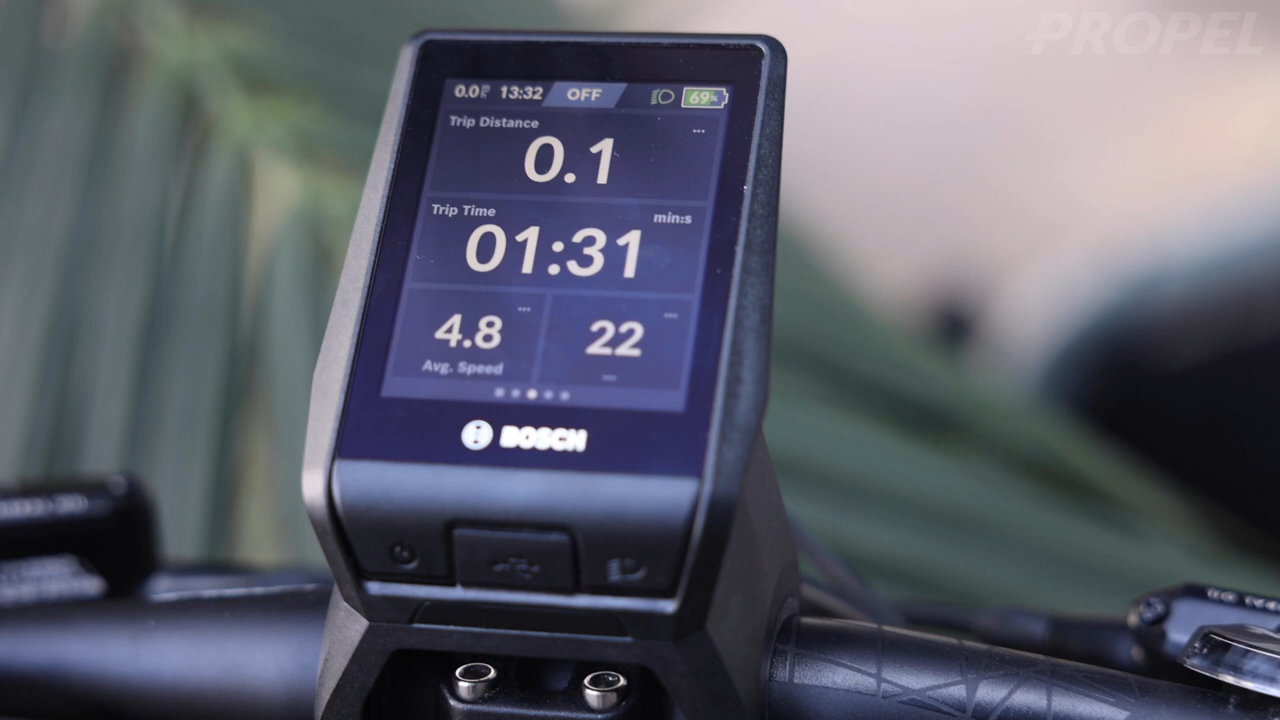 PROPEL
0.0 13:32 OFF 69%
Trip Distance
0.1
Trip Time min:s
01:31
4.8 22
Avg. Speed
BOSCH